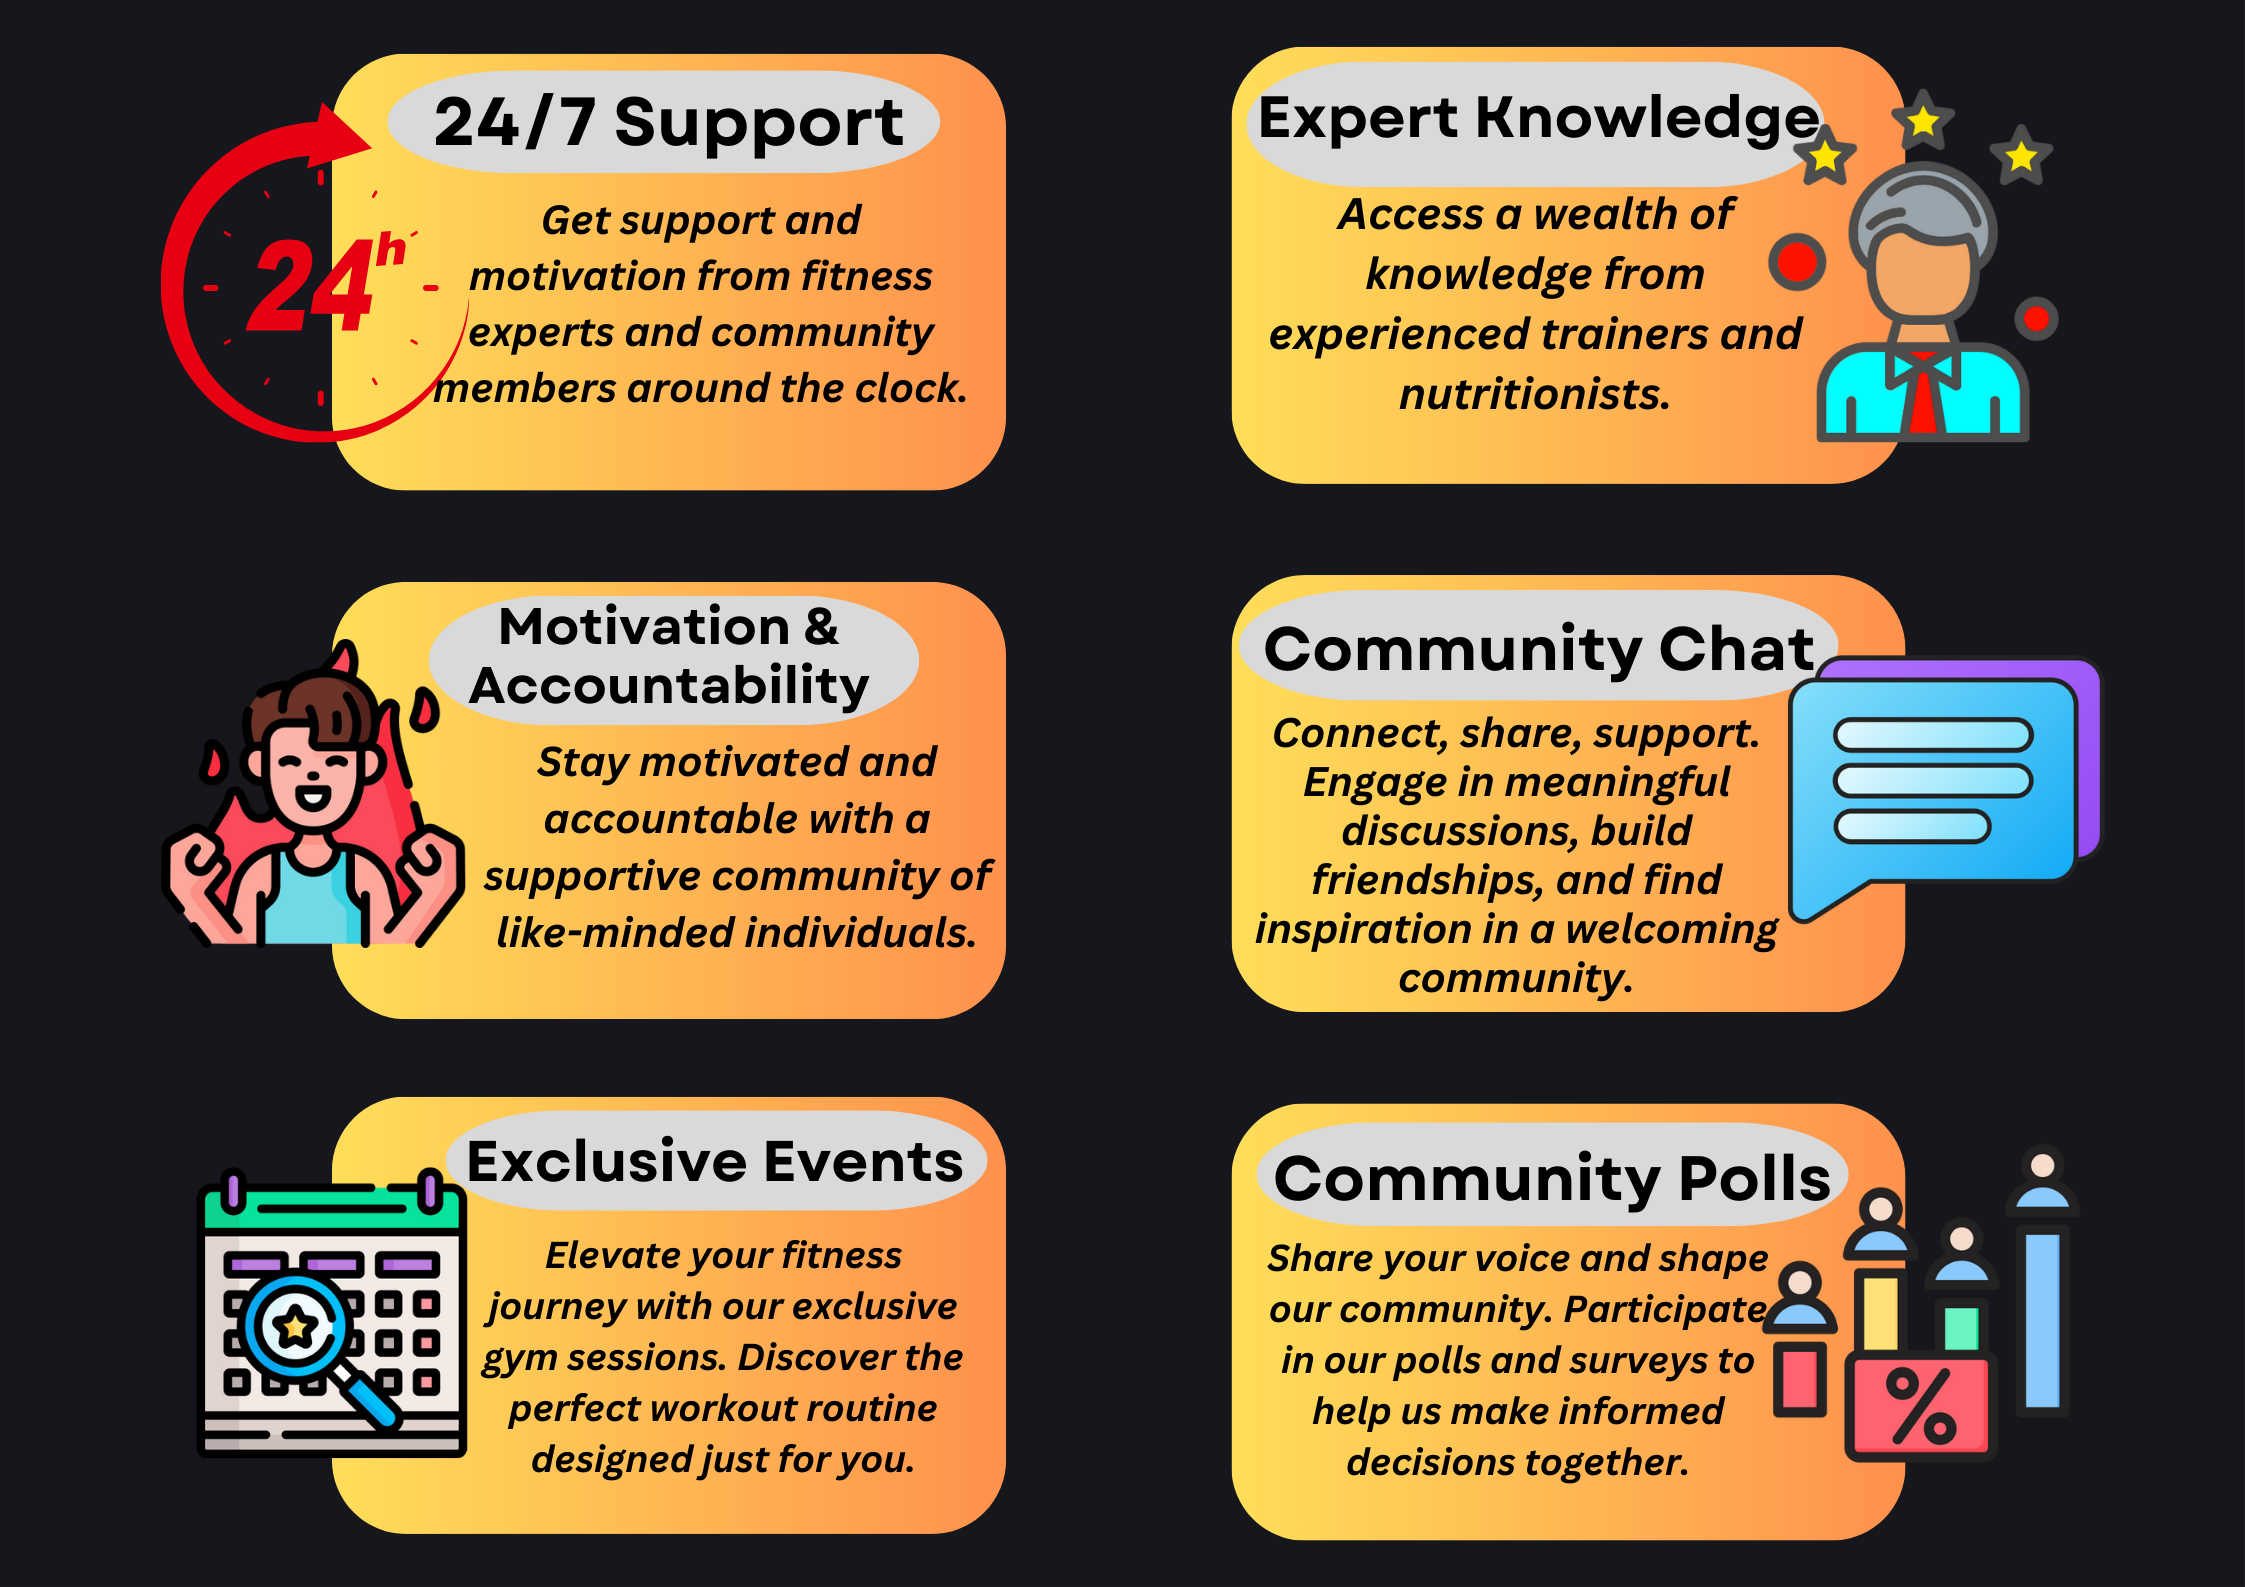 24/7 Support
24h
Get support and
motivation from fitness
experts and community
members around the clock.
Expert Knowledge
Access a wealth of
knowledge from
experienced trainers and
nutritionists.
Motivation &
Accountability
Stay motivated and
accountable with a
supportive community of
like-minded individuals.
Community Chat
Connect, share, support.
Engage in meaningful
discussions, build
friendships, and find
inspiration in a welcoming
community.
Exclusive Events
Elevate your fitness
journey with our exclusive
gym sessions. Discover the
perfect workout routine
designed just for you.
Community Polls
Share your voice and shape
our community. Participate
in our polls and surveys to
help us make informed
decisions together.
%